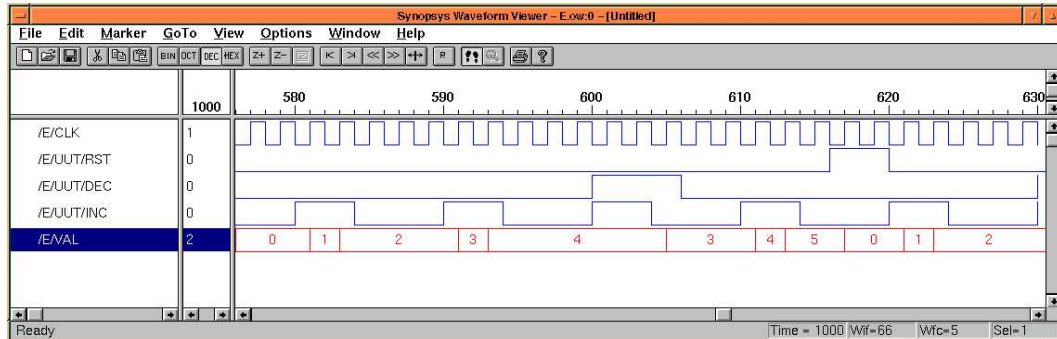 Synopsys Waveform Viewer – E.ow:0 – [Untitled]
File Edit Marker GoTo View Options Window Help
BIN OCT DEC HEX Z+ Z- R
1000 580 590 600 610 620 630
/E/CLK 1
/E/UUT/RST 0
/E/UUT/DEC 0
/E/UUT/INC 0
/E/VAL 2 0 1 2 3 4 3 4 5 0 1 2
Ready Time = 1000 Wif=66 Wfc=5 Sel=1